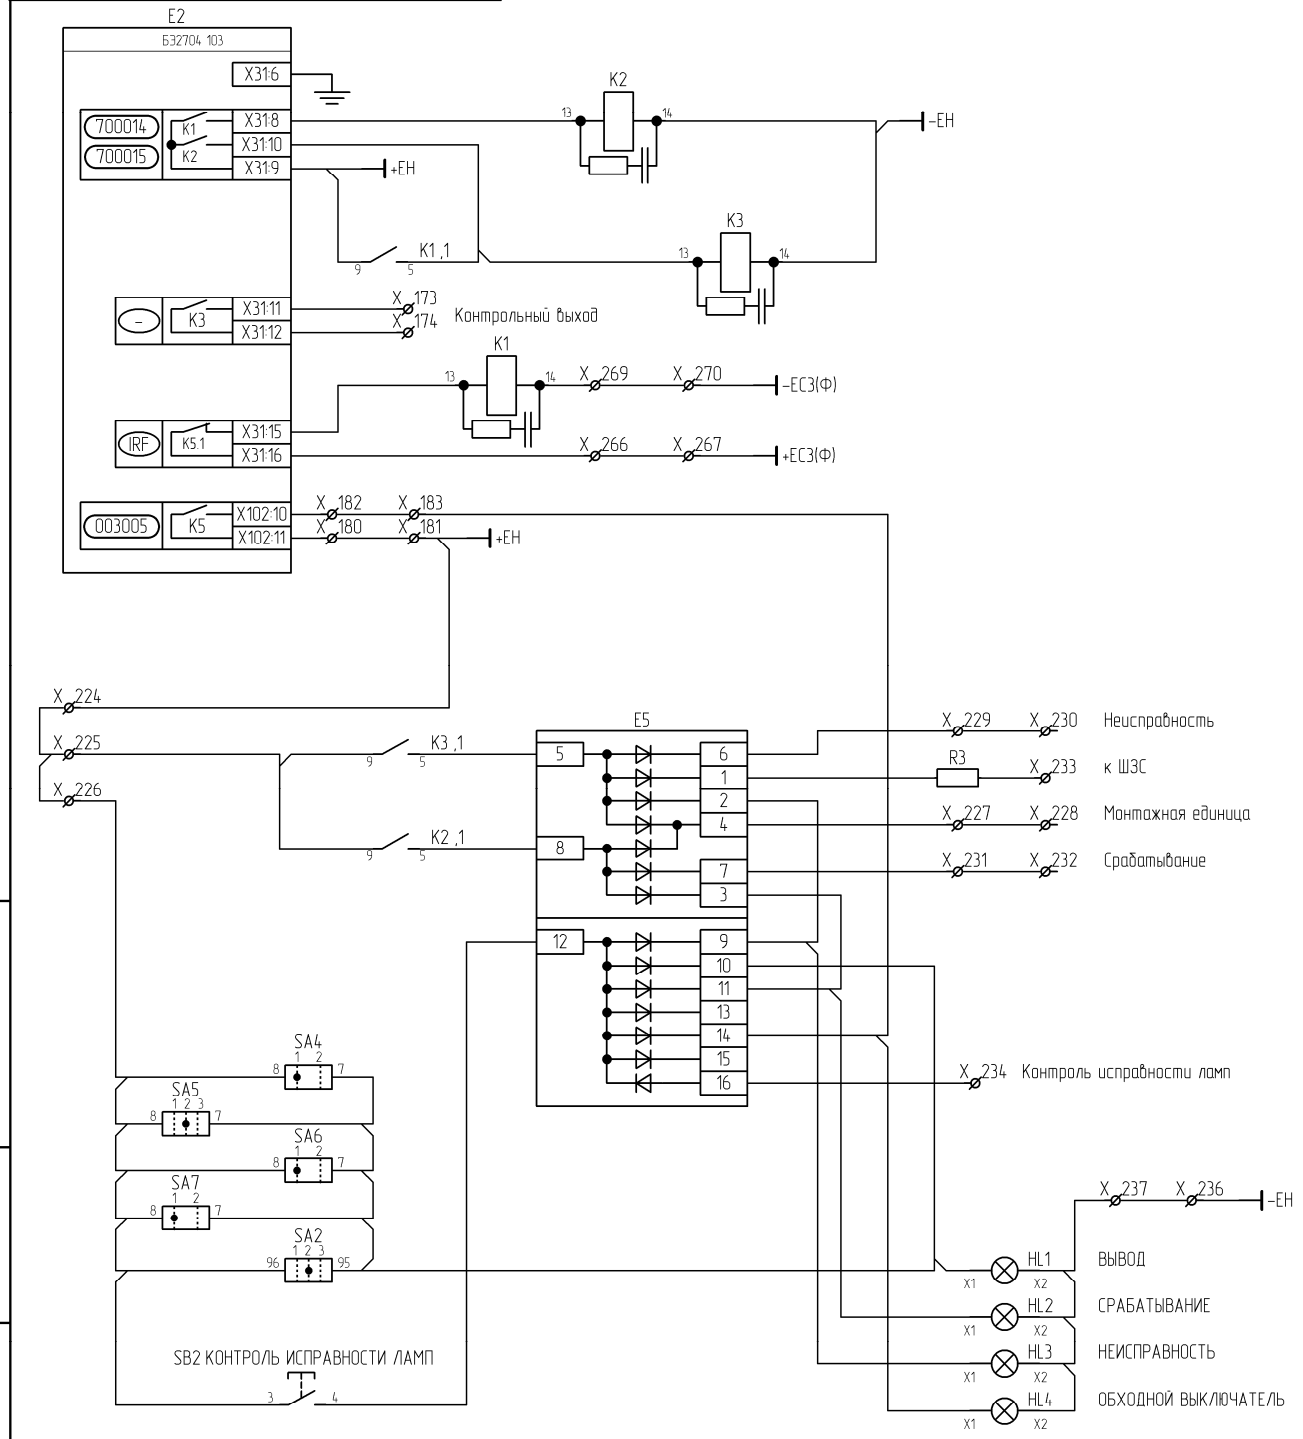 E2
БЭ2704 103
X31:6
700014
K1
X31:8
13
K2
14
-EH
700015
K2
X31:10
X31:9
+EH
K3
13
14
K1,1
9
5
-
K3
X31:11
X 173
X31:12
X 174
Контрольный выход
K1
13
14
X 269
X 270
-EC3(Ф)
IRF
K5.1
X31:15
X31:16
X 266
X 267
+EC3(Ф)
003005
K5
X102:10
X 182
X 183
X102:11
X 180
X 181
+EH
X 224
X 225
X 226
K3,1
9
5
K2,1
9
5
E5
5
6
1
2
4
8
7
3
12
9
10
11
13
14
15
16
X 229
X 230
Неисправность
R3
X 233
к ШЗС
X 227
X 228
Монтажная единица
X 231
X 232
Срабатывание
X 234
Контроль исправности ламп
SA4
1 2
8
7
SA5
1 2 3
8
7
SA6
1 2
8
7
SA7
1 2
8
7
SA2
1 2 3
96
95
SB2 КОНТРОЛЬ ИСПРАВНОСТИ ЛАМП
3
4
X 237
X 236
-EH
HL1
ВЫВОД
X1
X2
HL2
СРАБАТЫВАНИЕ
X1
X2
HL3
НЕИСПРАВНОСТЬ
X1
X2
HL4
ОБХОДНОЙ ВЫКЛЮЧАТЕЛЬ
X1
X2